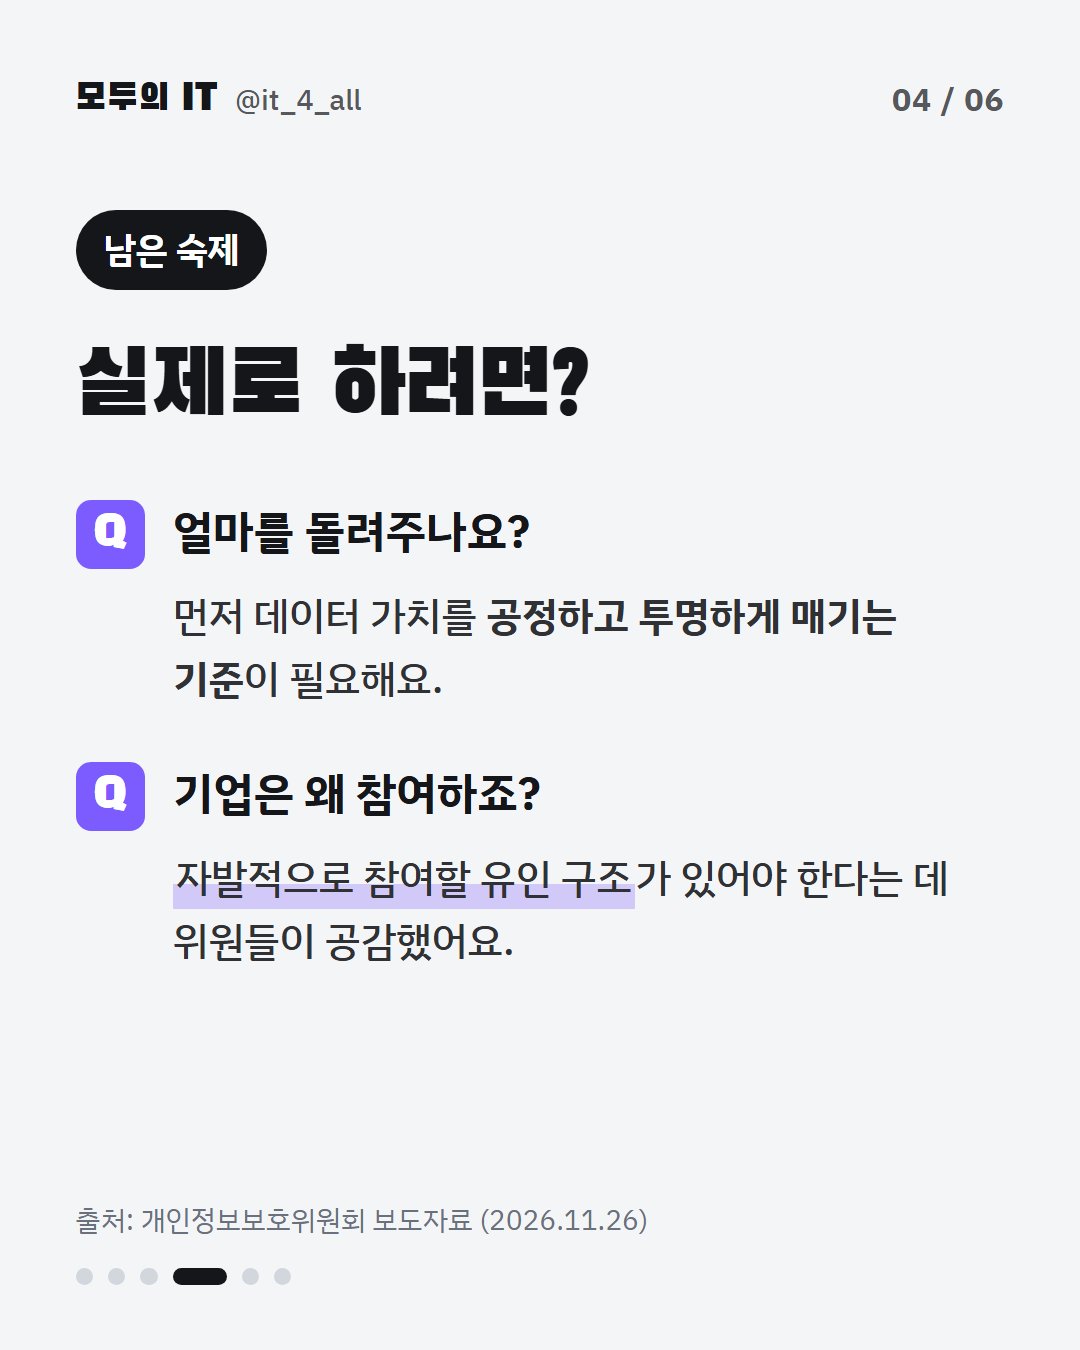 모두의 IT @it_4_all
04 / 06
남은 숙제
실제로 하려면?
Q 얼마를 돌려주나요?
먼저 데이터 가치를 공정하고 투명하게 매기는
기준이 필요해요.
Q 기업은 왜 참여하죠?
자발적으로 참여할 유인 구조가 있어야 한다는 데
위원들이 공감했어요.
출처: 개인정보보호위원회 보도자료 (2026.11.26)